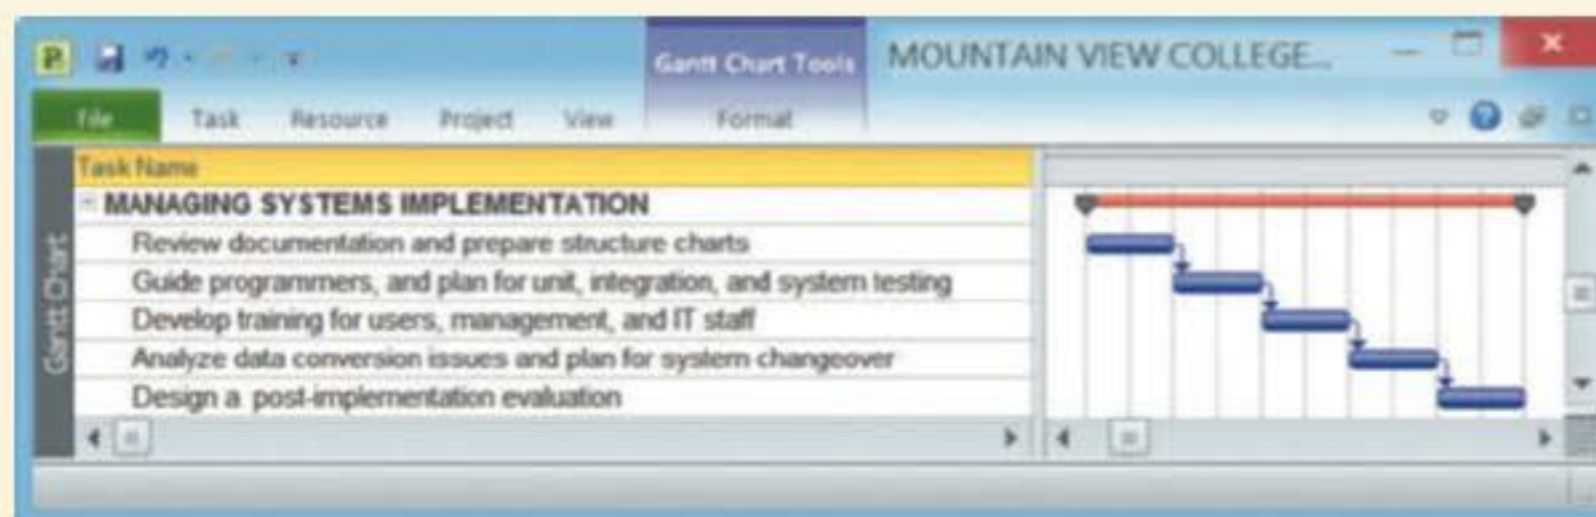 Gantt Chart Tools
MOUNTAIN VIEW COLLEGE...
File Task Resource Project View Format
Gantt Chart
Task Name
MANAGING SYSTEMS IMPLEMENTATION
Review documentation and prepare structure charts
Guide programmers, and plan for unit, integration, and system testing
Develop training for users, management, and IT staff
Analyze data conversion issues and plan for system changeover
Design a post-implementation evaluation